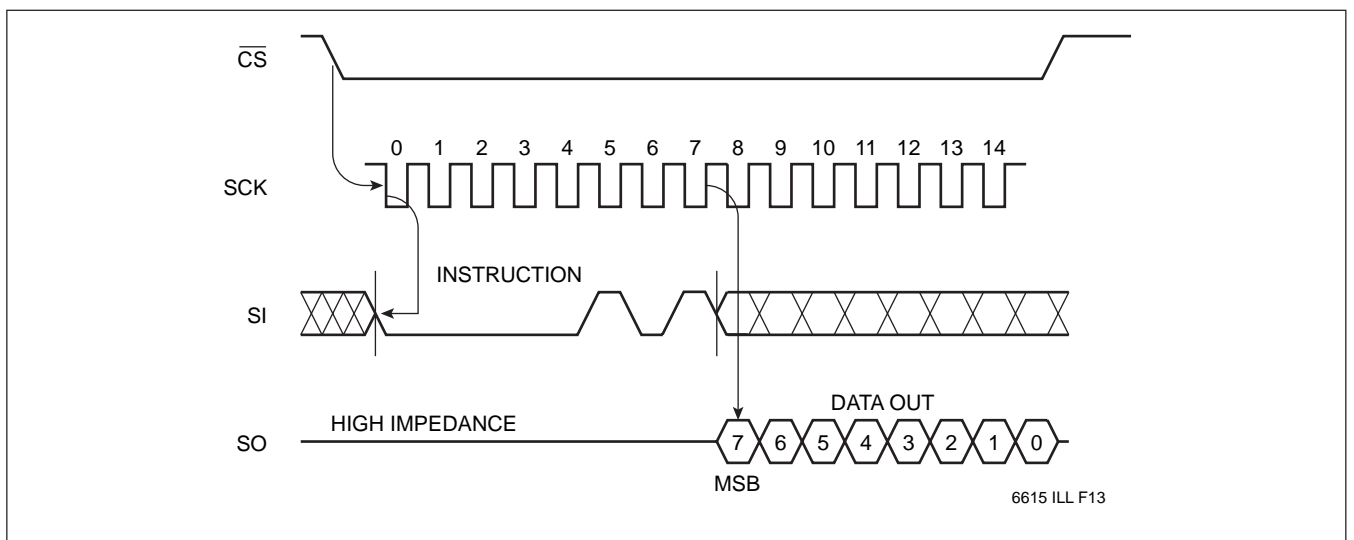 CS
0 1 2 3 4 5 6 7 8 9 10 11 12 13 14
SCK
INSTRUCTION
SI
DATA OUT
HIGH IMPEDANCE
SO
7 6 5 4 3 2 1 0
MSB
6615 ILL F13